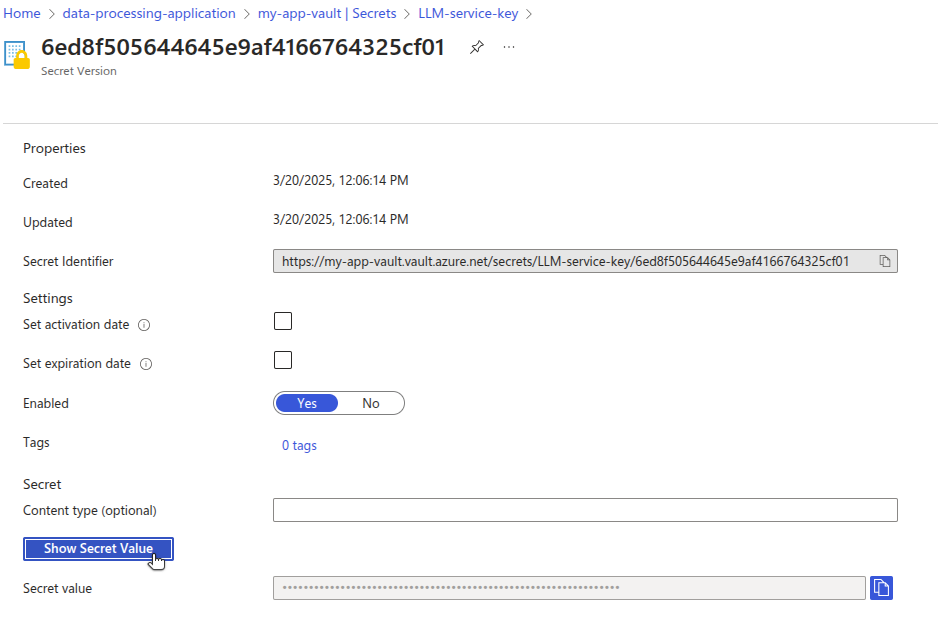 Home > data-processing-application > my-app-vault | Secrets > LLM-service-key >
6ed8f505644645e9af4166764325cf01
Secret Version
Properties
Created 3/20/2025, 12:06:14 PM
Updated 3/20/2025, 12:06:14 PM
Secret Identifier https://my-app-vault.vault.azure.net/secrets/LLM-service-key/6ed8f505644645e9af4166764325cf01
Settings
Set activation date
Set expiration date
Enabled Yes No
Tags 0 tags
Secret
Content type (optional)
Show Secret Value
Secret value